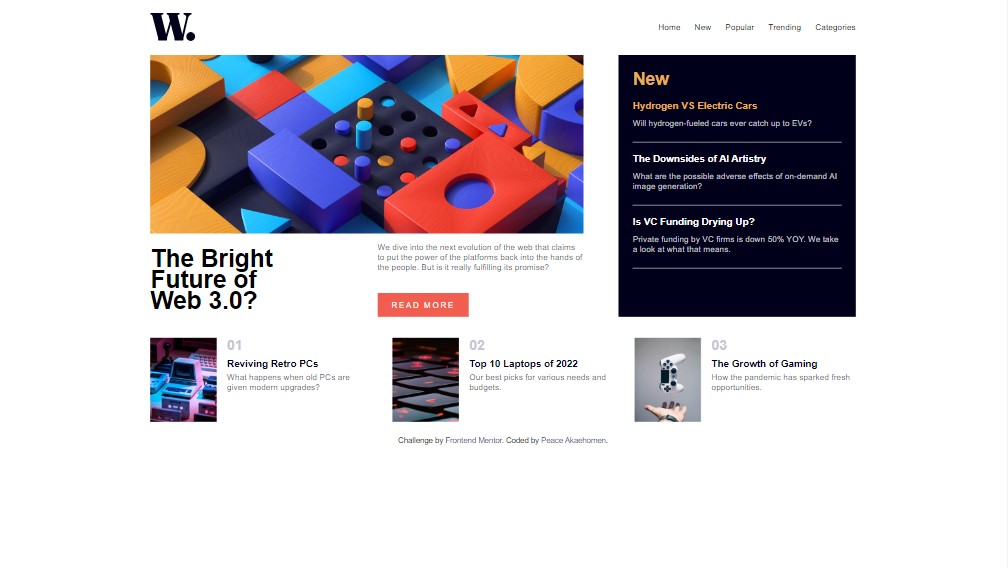 W.
Home New Popular Trending Categories
The Bright
Future of
Web 3.0?
We dive into the next evolution of the web that claims
to put the power of the platforms back into the hands of
the people. But is it really fulfilling its promise?
READ MORE
New
Hydrogen VS Electric Cars
Will hydrogen-fueled cars ever catch up to EVs?
The Downsides of AI Artistry
What are the possible adverse effects of on-demand AI
image generation?
Is VC Funding Drying Up?
Private funding by VC firms is down 50% YOY. We take
a look at what that means.
01
Reviving Retro PCs
What happens when old PCs are
given modern upgrades?
02
Top 10 Laptops of 2022
Our best picks for various needs and
budgets.
03
The Growth of Gaming
How the pandemic has sparked fresh
opportunities.
Challenge by Frontend Mentor. Coded by Peace Akaehomen.